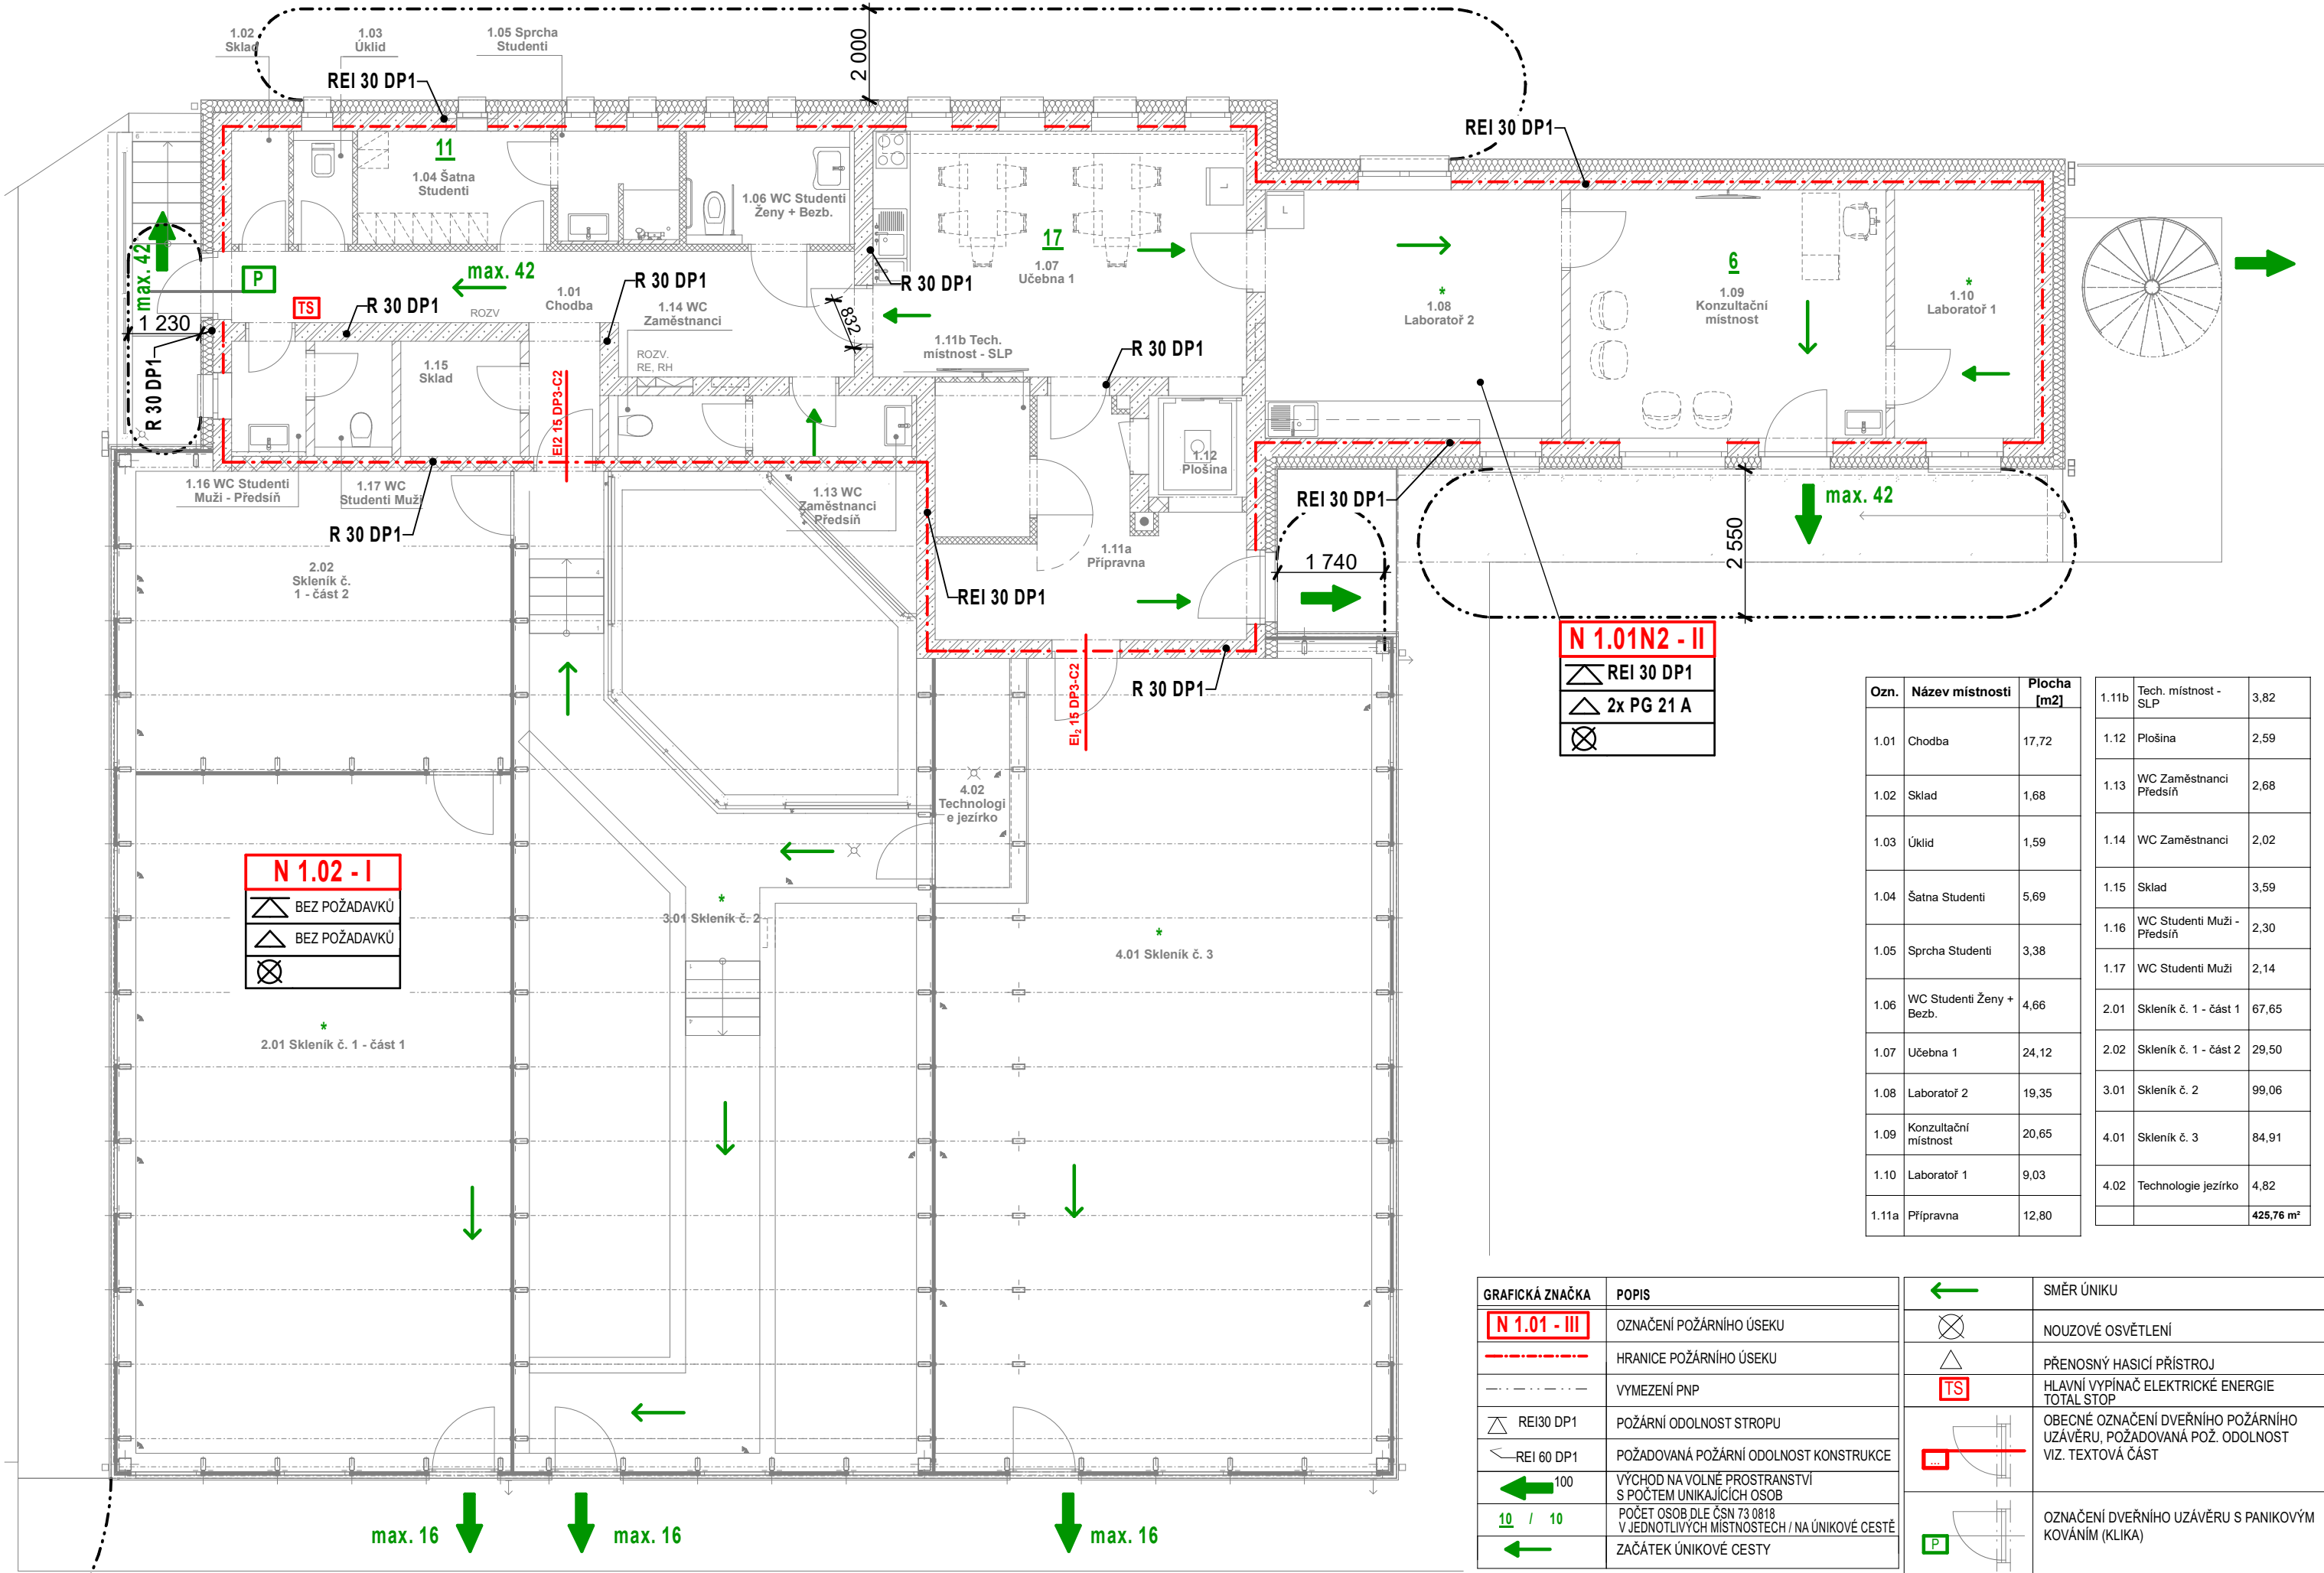 1.02
Sklad
1.03
Úklid
1.05 Sprcha
Studenti
2 000
REI 30 DP1
REI 30 DP1
11
1.04 Šatna
Studenti
1.06 WC Studenti
Ženy + Bezb.
17
1.07
Učebna 1
L
L
6
1.09
Konzultační
místnost
*
1.10
Laboratoř 1
*
1.08
Laboratoř 2
max. 42
P
max. 42
TS
R 30 DP1
ROZV
1.01
Chodba
R 30 DP1
R 30 DP1
1.14 WC
Zaměstnanci
832
1 230
R 30 DP1
1.15
Sklad
ROZV.
RE, RH
1.11b Tech.
místnost - SLP
R 30 DP1
EI2 15 DP3-C2
1.12
Plošina
1.16 WC Studenti
Muži - Předsíň
1.17 WC
Studenti Muži
R 30 DP1
1.13 WC
Zaměstnanci
Předsíň
REI 30 DP1
max. 42
2 550
1.11a
Přípravna
1 740
2.02
Skleník č.
1 - část 2
REI 30 DP1
R 30 DP1
EI₂ 15 DP3-C2
N 1.01N2 - II
REI 30 DP1
2x PG 21 A
4.02
Technologi
e jezírko
N 1.02 - I
BEZ POŽADAVKŮ
BEZ POŽADAVKŮ
*
3.01 Skleník č. 2
*
4.01 Skleník č. 3
*
2.01 Skleník č. 1 - část 1
max. 16
max. 16
max. 16
Ozn. Název místnosti Plocha
[m2]
1.01 Chodba 17,72
1.02 Sklad 1,68
1.03 Úklid 1,59
1.04 Šatna Studenti 5,69
1.05 Sprcha Studenti 3,38
1.06 WC Studenti Ženy +
Bezb. 4,66
1.07 Učebna 1 24,12
1.08 Laboratoř 2 19,35
1.09 Konzultační
místnost 20,65
1.10 Laboratoř 1 9,03
1.11a Přípravna 12,80
1.11b Tech. místnost -
SLP 3,82
1.12 Plošina 2,59
1.13 WC Zaměstnanci
Předsíň 2,68
1.14 WC Zaměstnanci 2,02
1.15 Sklad 3,59
1.16 WC Studenti Muži -
Předsíň 2,30
1.17 WC Studenti Muži 2,14
2.01 Skleník č. 1 - část 1 67,65
2.02 Skleník č. 1 - část 2 29,50
3.01 Skleník č. 2 99,06
4.01 Skleník č. 3 84,91
4.02 Technologie jezírko 4,82
425,76 m²
GRAFICKÁ ZNAČKA POPIS
N 1.01 - III OZNAČENÍ POŽÁRNÍHO ÚSEKU
HRANICE POŽÁRNÍHO ÚSEKU
VYMEZENÍ PNP
REI30 DP1 POŽÁRNÍ ODOLNOST STROPU
REI 60 DP1 POŽADOVANÁ POŽÁRNÍ ODOLNOST KONSTRUKCE
100 VÝCHOD NA VOLNÉ PROSTRANSTVÍ
S POČTEM UNIKAJÍCÍCH OSOB
10 / 10 POČET OSOB DLE ČSN 73 0818
V JEDNOTLIVÝCH MÍSTNOSTECH / NA ÚNIKOVÉ CESTĚ
ZAČÁTEK ÚNIKOVÉ CESTY
SMĚR ÚNIKU
NOUZOVÉ OSVĚTLENÍ
PŘENOSNÝ HASICÍ PŘÍSTROJ
TS HLAVNÍ VYPÍNAČ ELEKTRICKÉ ENERGIE
TOTAL STOP
... OBECNÉ OZNAČENÍ DVEŘNÍHO POŽÁRNÍHO
UZÁVĚRU, POŽADOVANÁ POŽ. ODOLNOST
VIZ. TEXTOVÁ ČÁST
P OZNAČENÍ DVEŘNÍHO UZÁVĚRU S PANIKOVÝM
KOVÁNÍM (KLIKA)